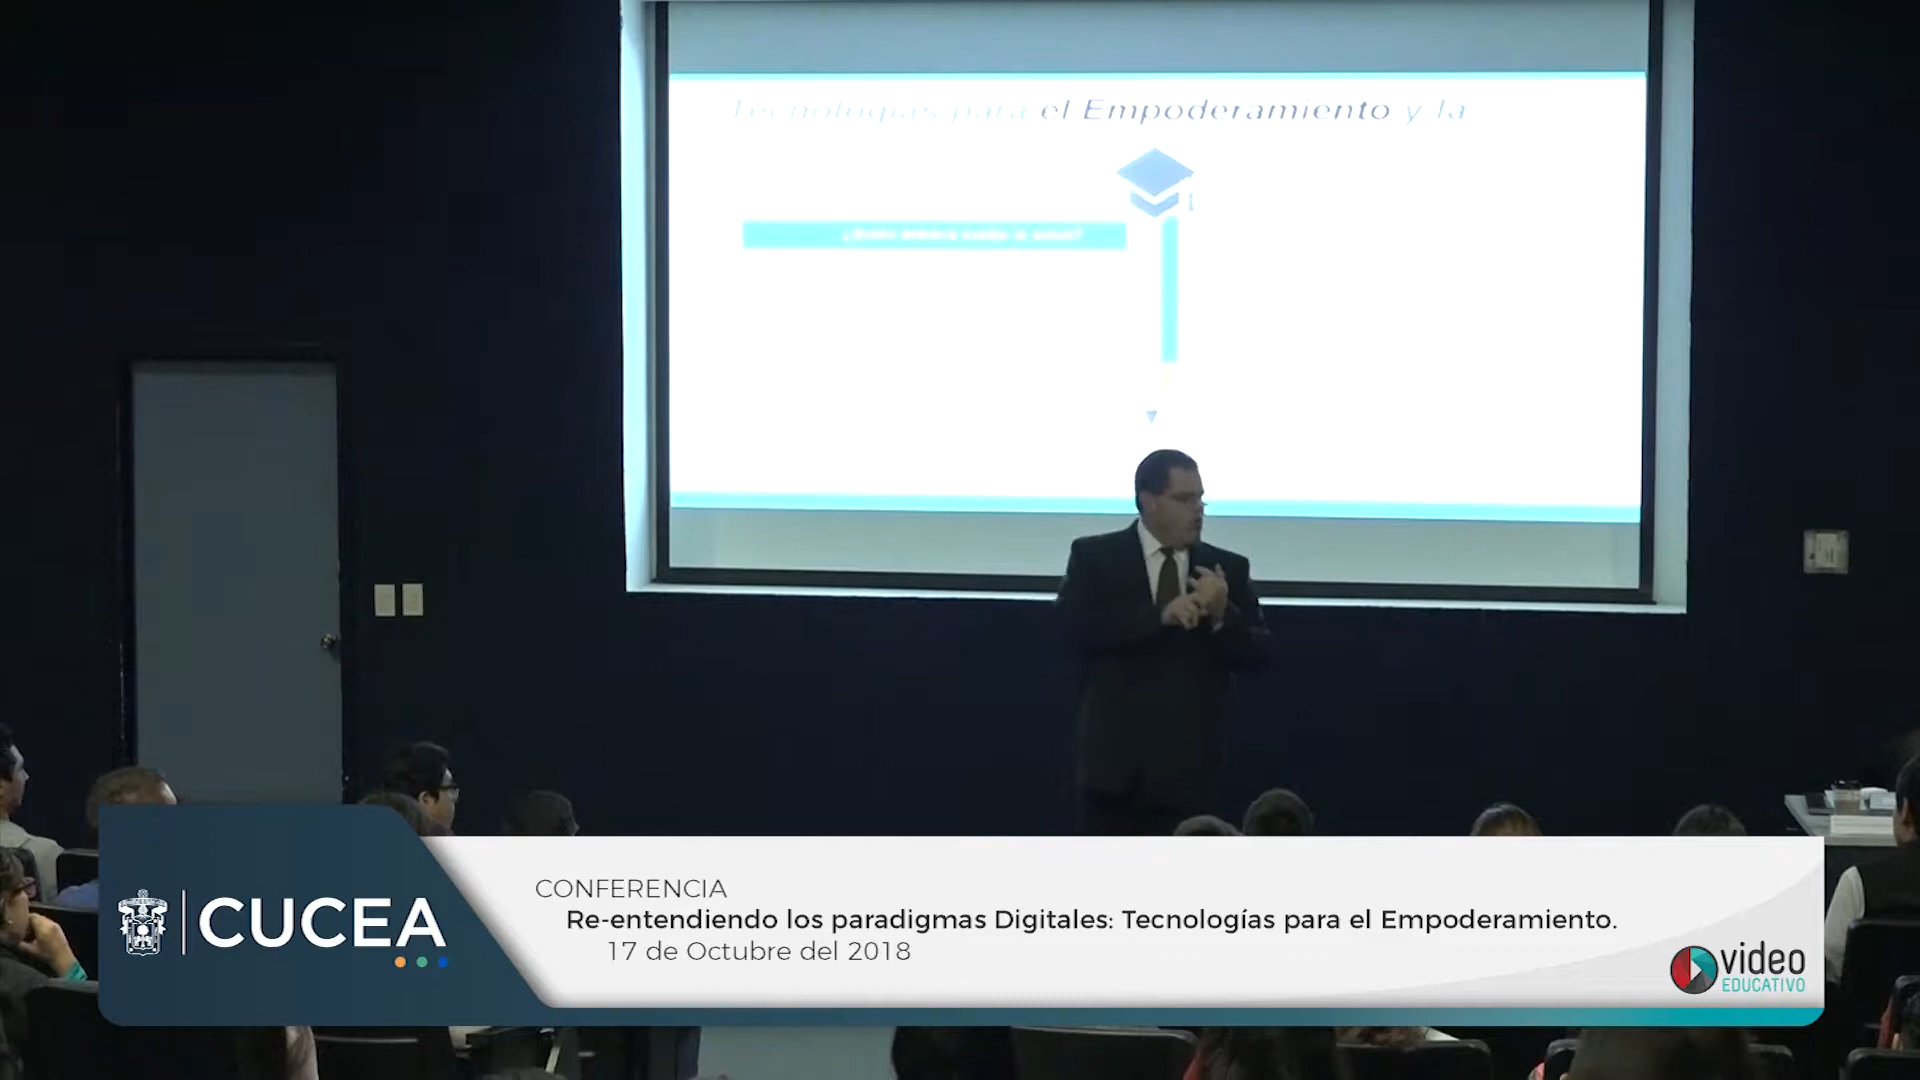 Tecnologías para el Empoderamiento y la
CUCEA
CONFERENCIA
Re-entendiendo los paradigmas Digitales: Tecnologías para el Empoderamiento.
17 de Octubre del 2018
video
EDUCATIVO